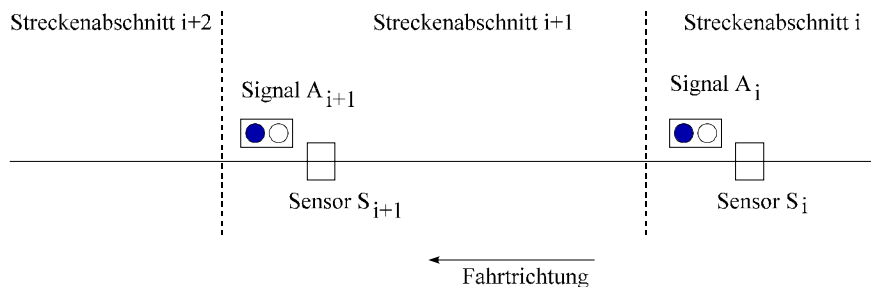 Streckenabschnitt i+2
Streckenabschnitt i+1
Streckenabschnitt i
Signal A i+1
Signal A i
Sensor S i+1
Sensor S i
Fahrtrichtung